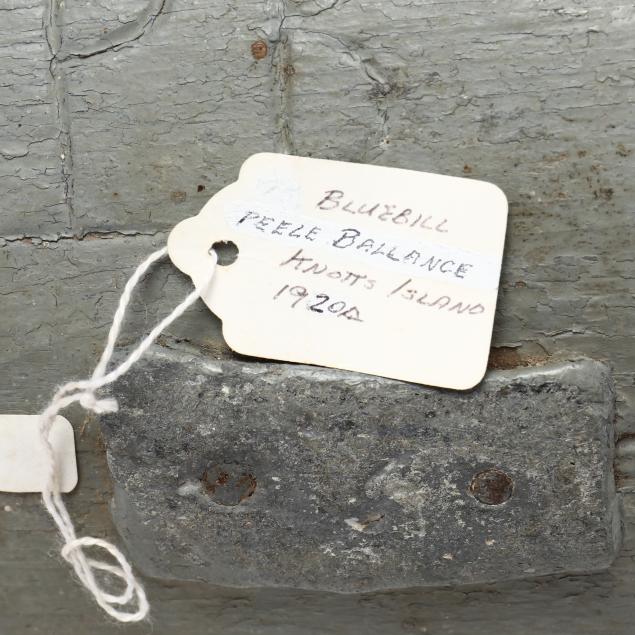 BLUEBILL
PEELE BALLANCE
KNOTTS ISLAND
1920s